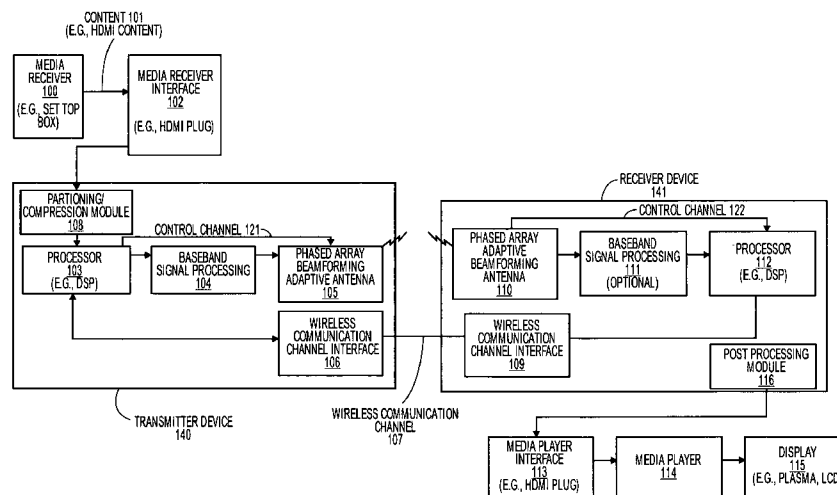 CONTENT 101
(E.G., HDMI CONTENT)
MEDIA
RECEIVER
100
(E.G., SET TOP
BOX)
MEDIA RECEIVER
INTERFACE
102
(E.G., HDMI PLUG)
RECEIVER DEVICE
141
PARTIONING/
COMPRESSION MODULE
108
CONTROL CHANNEL 121
PROCESSOR
103
(E.G., DSP)
BASEBAND
SIGNAL PROCESSING
104
PHASED ARRAY
BEAMFORMING
ADAPTIVE ANTENNA
105
WIRELESS
COMMUNICATION
CHANNEL INTERFACE
106
CONTROL CHANNEL 122
PHASED ARRAY
ADAPTIVE
BEAMFORMING
ANTENNA
110
BASEBAND
SIGNAL PROCESSING
111
(OPTIONAL)
PROCESSOR
112
(E.G., DSP)
WIRELESS
COMMUNICATION
CHANNEL INTERFACE
109
POST PROCESSING
MODULE
116
TRANSMITTER DEVICE
140
WIRELESS COMMUNICATION
CHANNEL
107
MEDIA PLAYER
INTERFACE
113
(E.G., HDMI PLUG)
MEDIA PLAYER
114
DISPLAY
115
(E.G., PLASMA, LCD